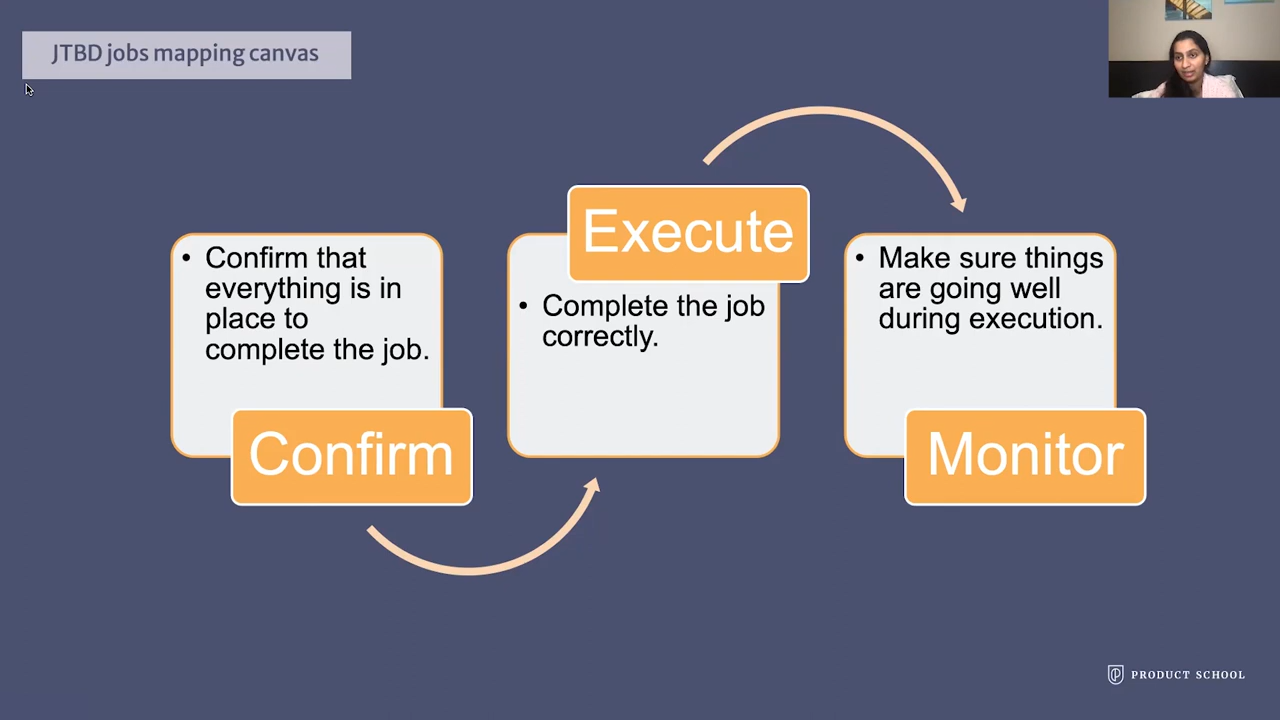 JTBD jobs mapping canvas
• Confirm that
everything is in
place to
complete the job.
Confirm
Execute
• Complete the job
correctly.
• Make sure things
are going well
during execution.
Monitor
PRODUCT SCHOOL